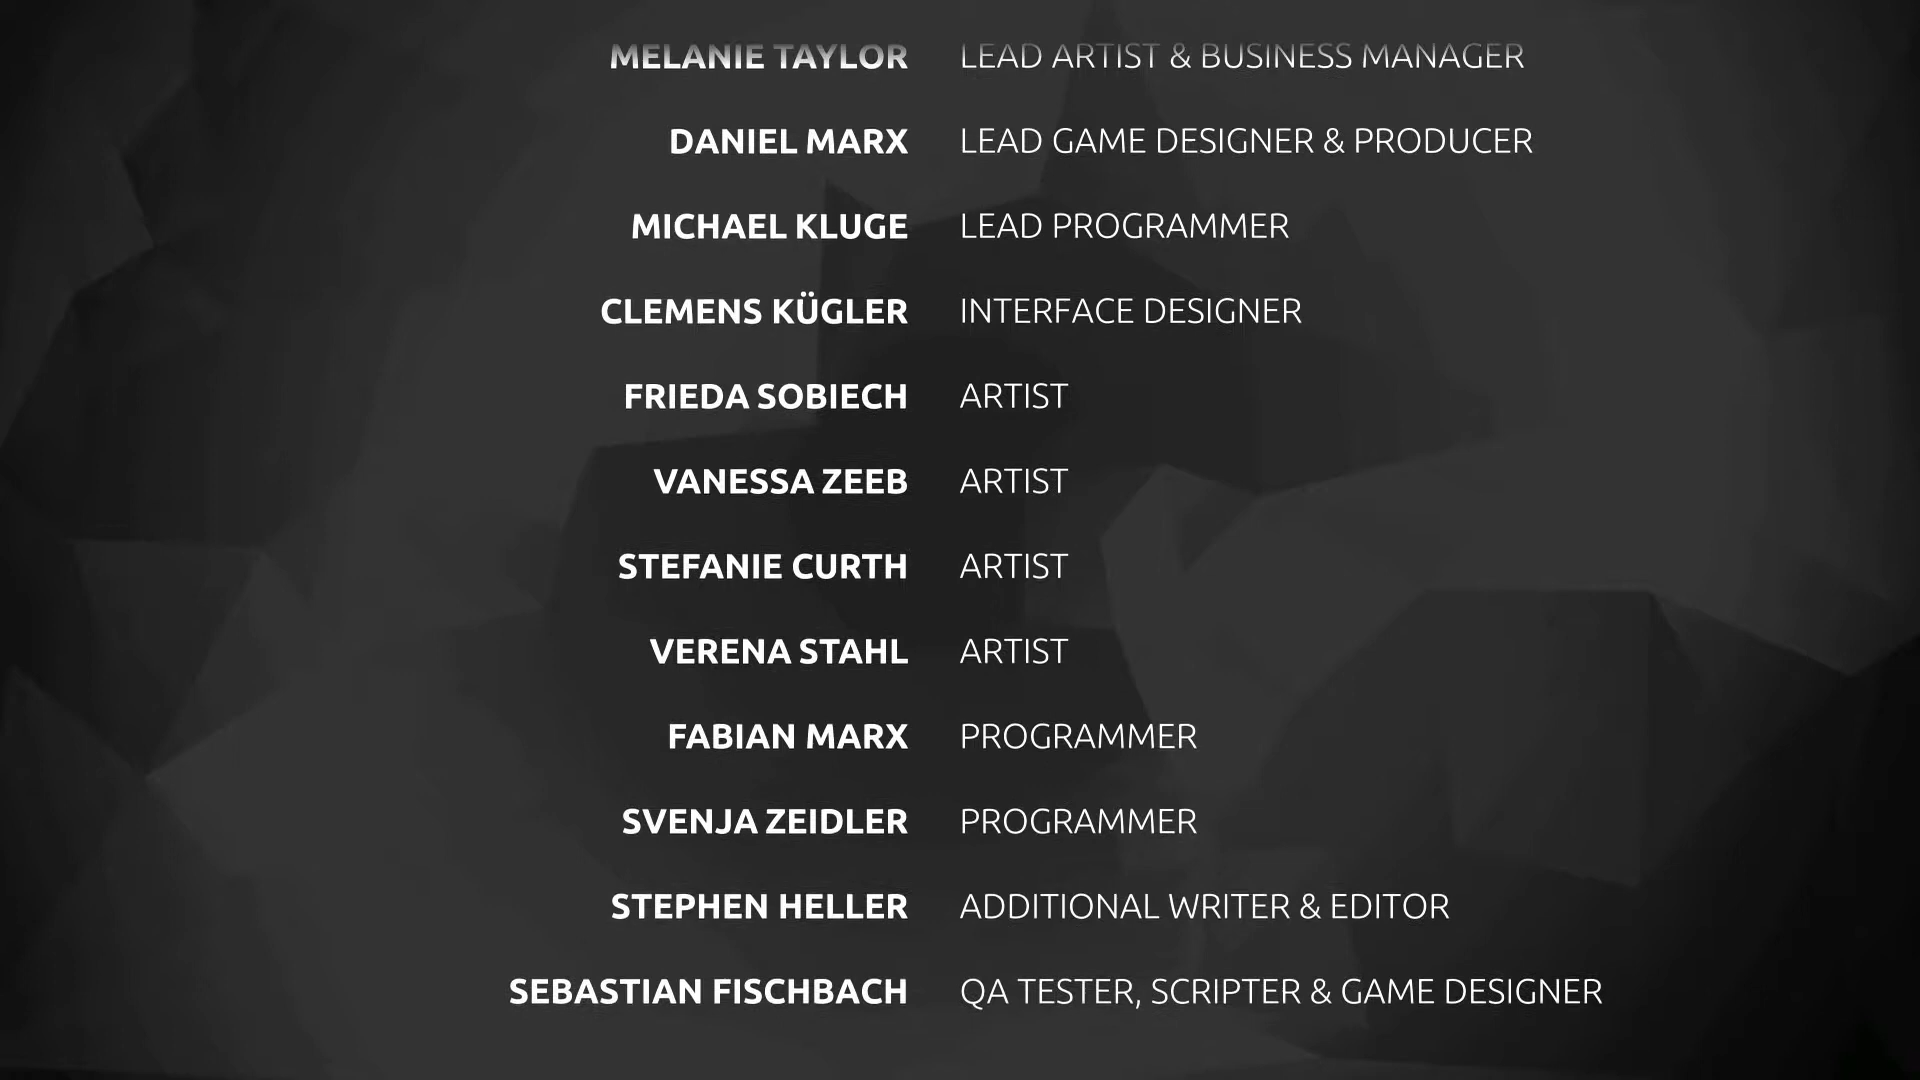 MELANIE TAYLOR LEAD ARTIST & BUSINESS MANAGER
DANIEL MARX LEAD GAME DESIGNER & PRODUCER
MICHAEL KLUGE LEAD PROGRAMMER
CLEMENS KÜGLER INTERFACE DESIGNER
FRIEDA SOBIECH ARTIST
VANESSA ZEEB ARTIST
STEFANIE CURTH ARTIST
VERENA STAHL ARTIST
FABIAN MARX PROGRAMMER
SVENJA ZEIDLER PROGRAMMER
STEPHEN HELLER ADDITIONAL WRITER & EDITOR
SEBASTIAN FISCHBACH QA TESTER, SCRIPTER & GAME DESIGNER